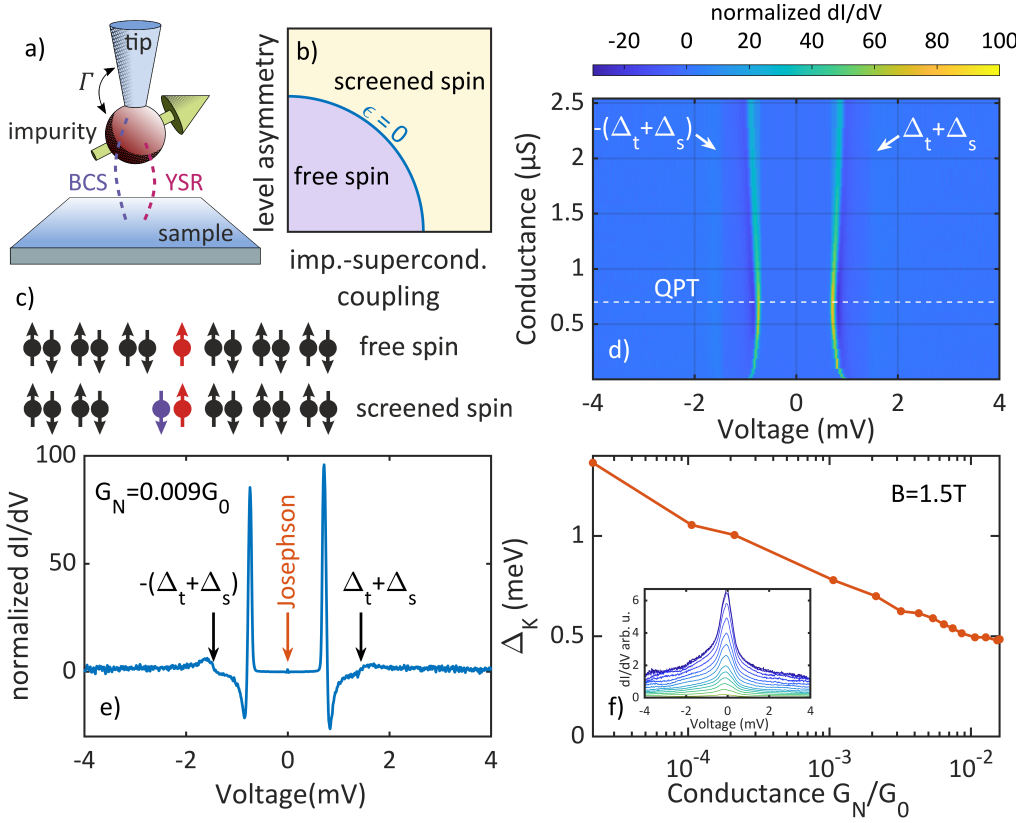 a)
tip
Γ
impurity
BCS
YSR
sample
b)
level asymmetry
screened spin
ϵ=0
free spin
imp.-supercond.
coupling
c)
free spin
screened spin
normalized dI/dV
-20 0 20 40 60 80 100
Conductance (µS)
2.5
2
1.5
1
0.5
-(Δt+Δs)
Δt+Δs
QPT
d)
-4 -2 0 2 4
Voltage (mV)
normalized dI/dV
100
50
0
GN=0.009G0
-(Δt+Δs)
Josephson
Δt+Δs
e)
-4 -2 0 2 4
Voltage(mV)
ΔK (meV)
1
0.5
0
B=1.5T
dI/dV arb. u.
6
4
2
0
-4 -2 0 2 4
Voltage (mV)
f)
10-4 10-3 10-2
Conductance GN/G0